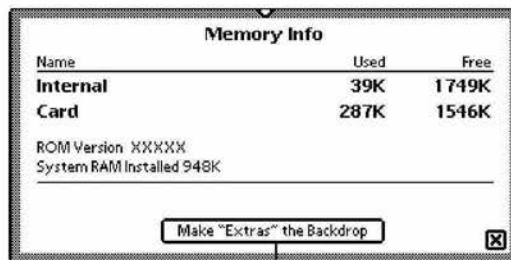 Memory Info
Name Used Free
Internal 39K 1749K
Card 287K 1546K
ROM Version XXXXX
System RAM Installed 948K
Make "Extras" the Backdrop